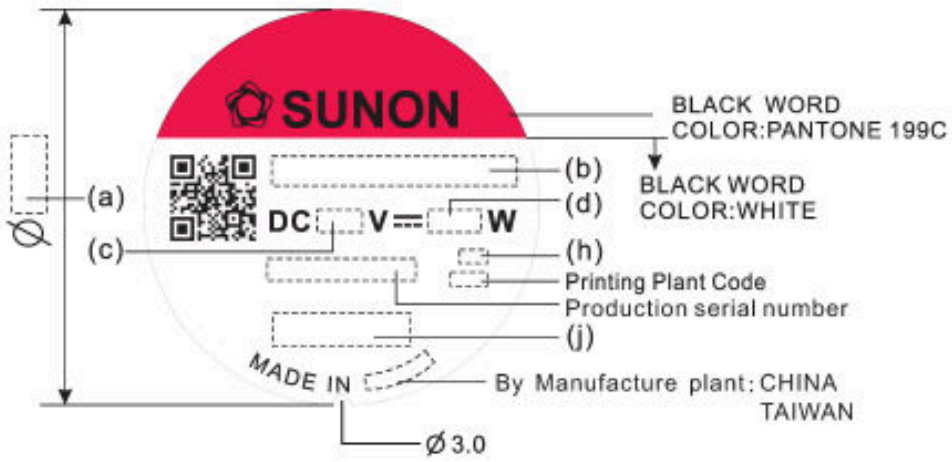 SUNON
BLACK WORD
COLOR:PANTONE 199C
(b)
BLACK WORD
COLOR:WHITE
(a)
Ø
DC V W
(d)
(c)
(h)
Printing Plant Code
Production serial number
(j)
MADE IN
By Manufacture plant: CHINA
TAIWAN
Ø 3.0